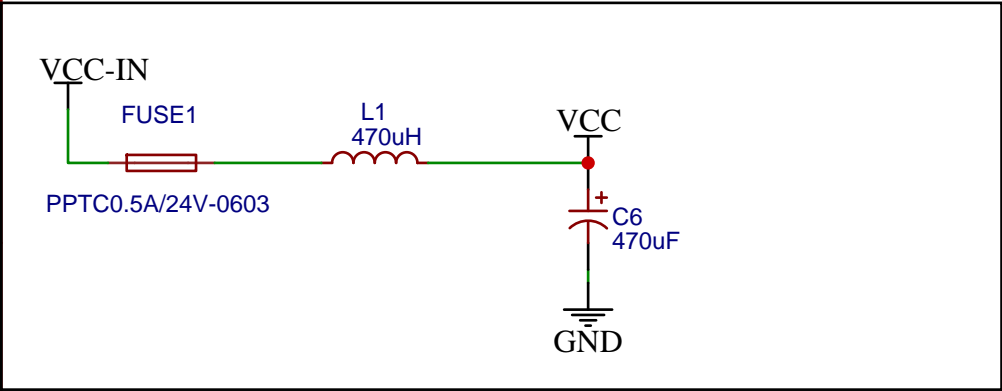 VCC-IN
FUSE1
L1
470uH
VCC
PPTC0.5A/24V-0603
+
C6
470uF
GND